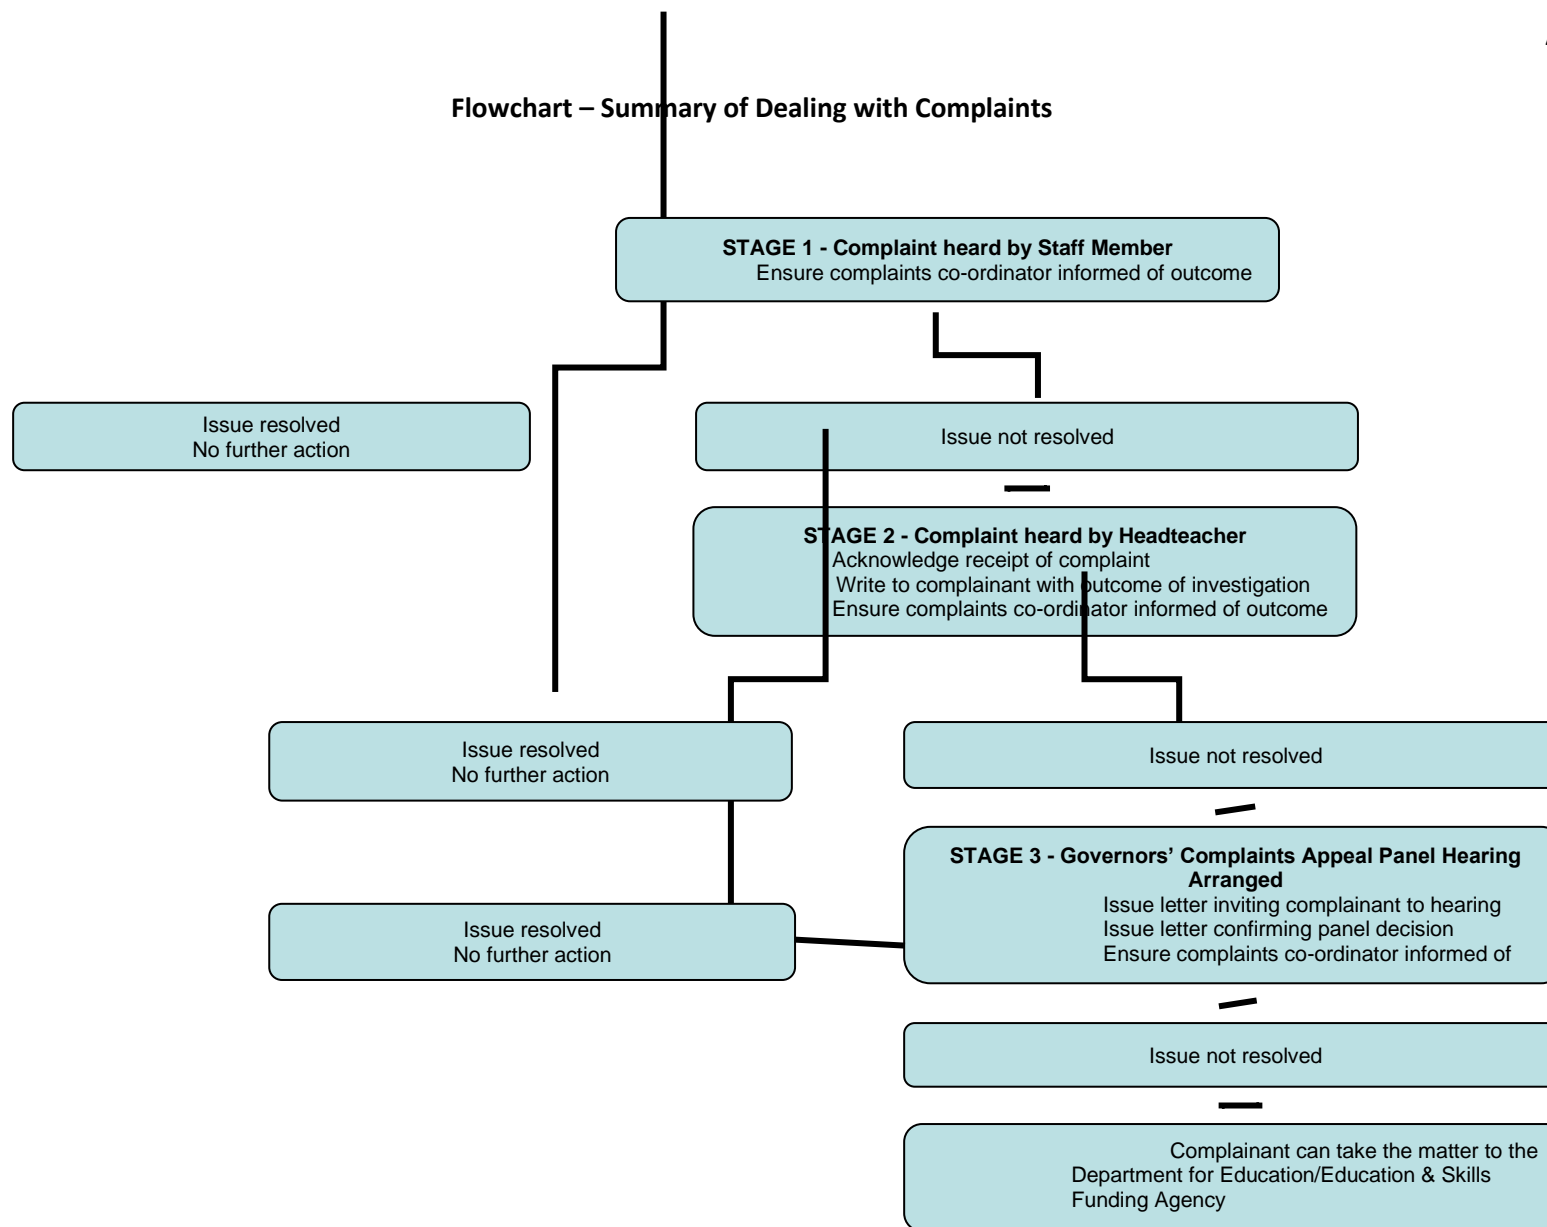 Flowchart – Summary of Dealing with Complaints
STAGE 1 - Complaint heard by Staff Member
Ensure complaints co-ordinator informed of outcome
Issue resolved
No further action
Issue not resolved
STAGE 2 - Complaint heard by Headteacher
Acknowledge receipt of complaint
Write to complainant with outcome of investigation
Ensure complaints co-ordinator informed of outcome
Issue resolved
No further action
Issue not resolved
STAGE 3 - Governors’ Complaints Appeal Panel Hearing
Arranged
Issue letter inviting complainant to hearing
Issue letter confirming panel decision
Ensure complaints co-ordinator informed of
Issue resolved
No further action
Issue not resolved
Complainant can take the matter to the
Department for Education/Education & Skills
Funding Agency